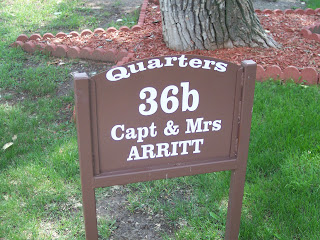 Quarters
36b
Capt & Mrs
ARRITT